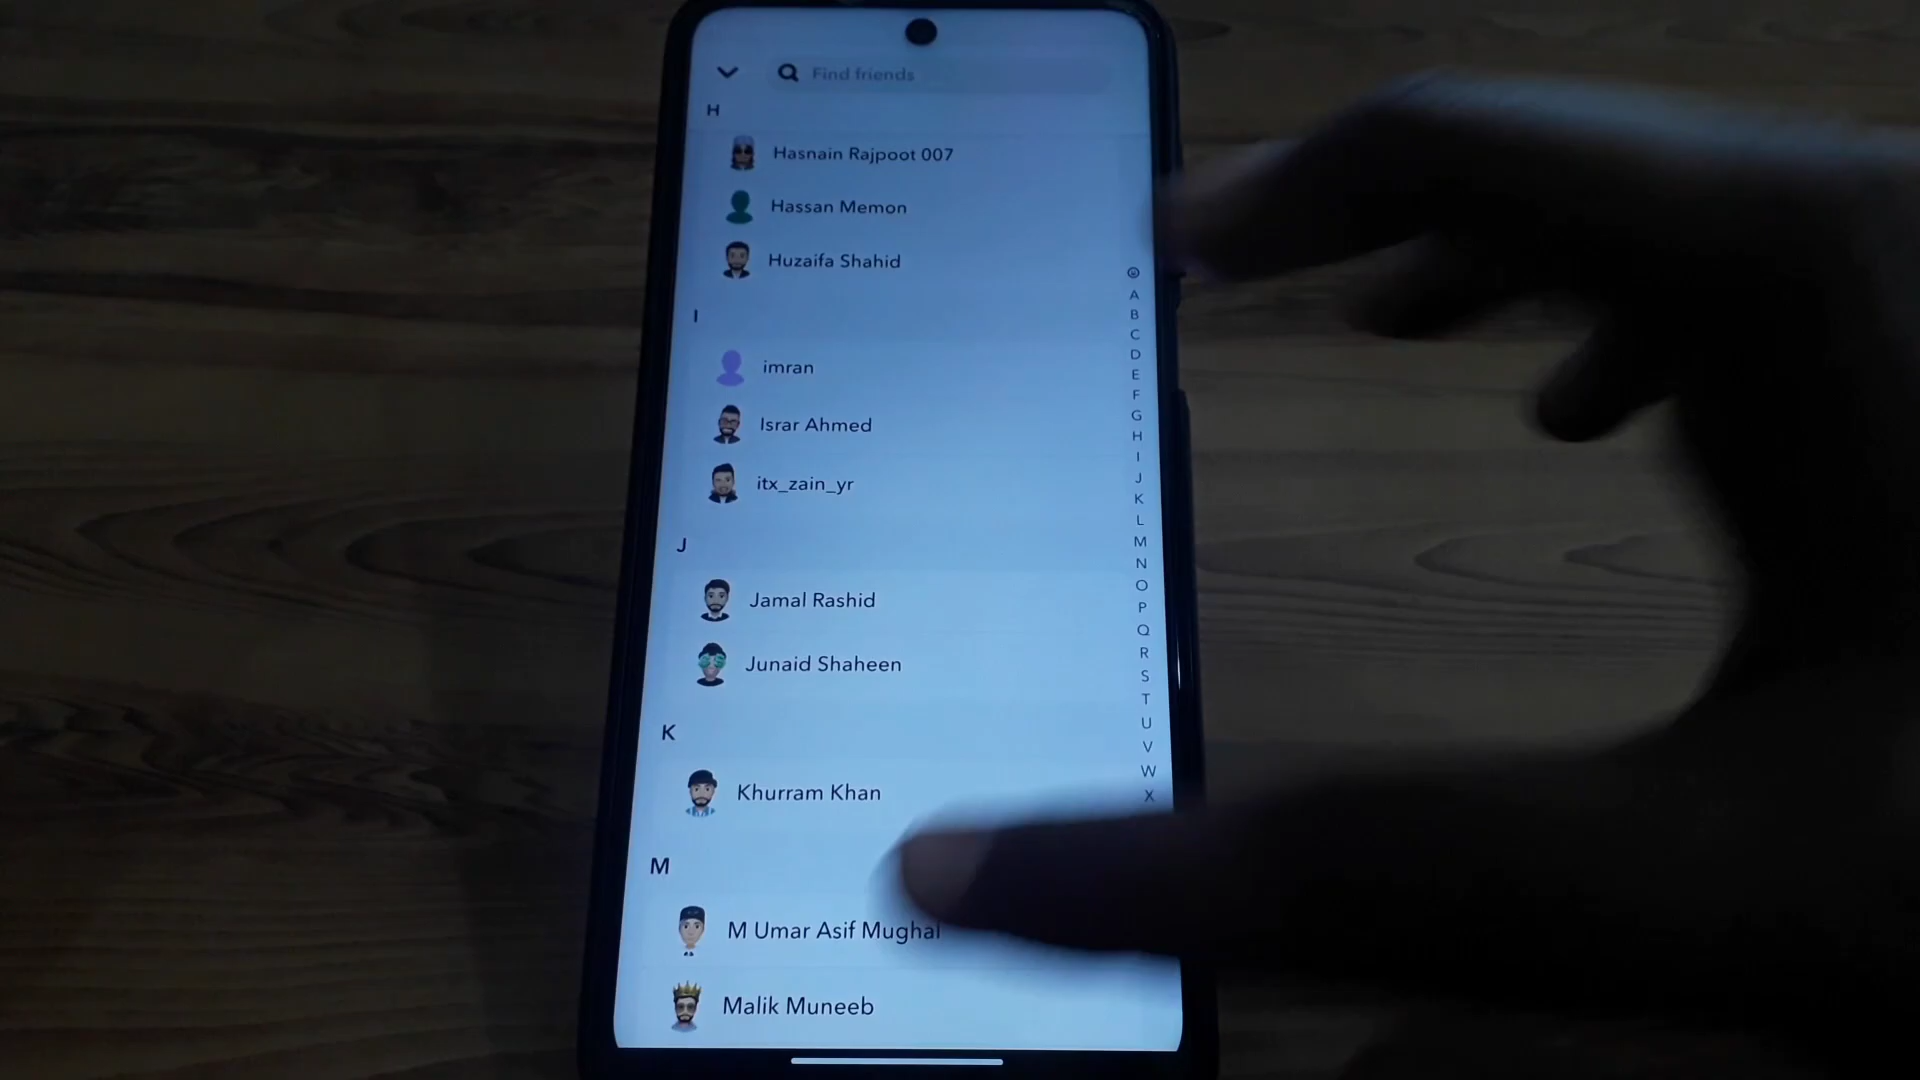 Find friends
H
Hasnain Rajpoot 007
Hassan Memon
Huzaifa Shahid
I
imran
Israr Ahmed
itx_zain_yr
J
Jamal Rashid
Junaid Shaheen
K
Khurram Khan
M
M Umar Asif Mughal
Malik Muneeb
A
B
C
D
E
F
G
H
I
J
K
L
M
N
O
P
Q
R
S
T
U
V
W
X